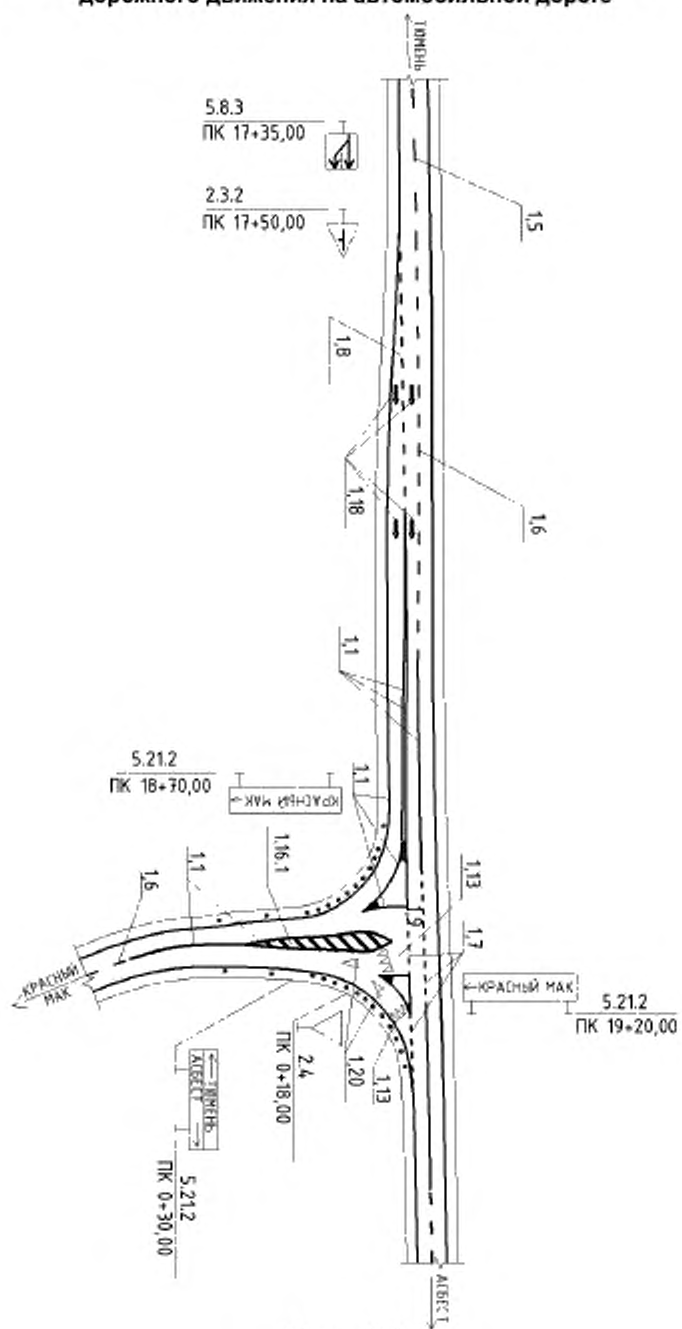 дорожного движения на автомобильной дороге
ТЮМЕНЬ
5.8.3
ПК 17+35,00
2.3.2
ПК 17+50,00
1,5
1,8
1,18
1,6
1,1
5.21.2
ПК 18+70,00
КРАСНЫЙ МАК
1,1
1.16.1
1,1
1,6
1,13
1,7
КРАСНЫЙ МАК
5.21.2
ПК 19+20,00
КРАСНЫЙ
МАК
2.4
ПК 0+18,00
1,20
1,13
ТЮМЕНЬ
АСБЕСТ
5.21.2
ПК 0+30,00
АСБЕСТ